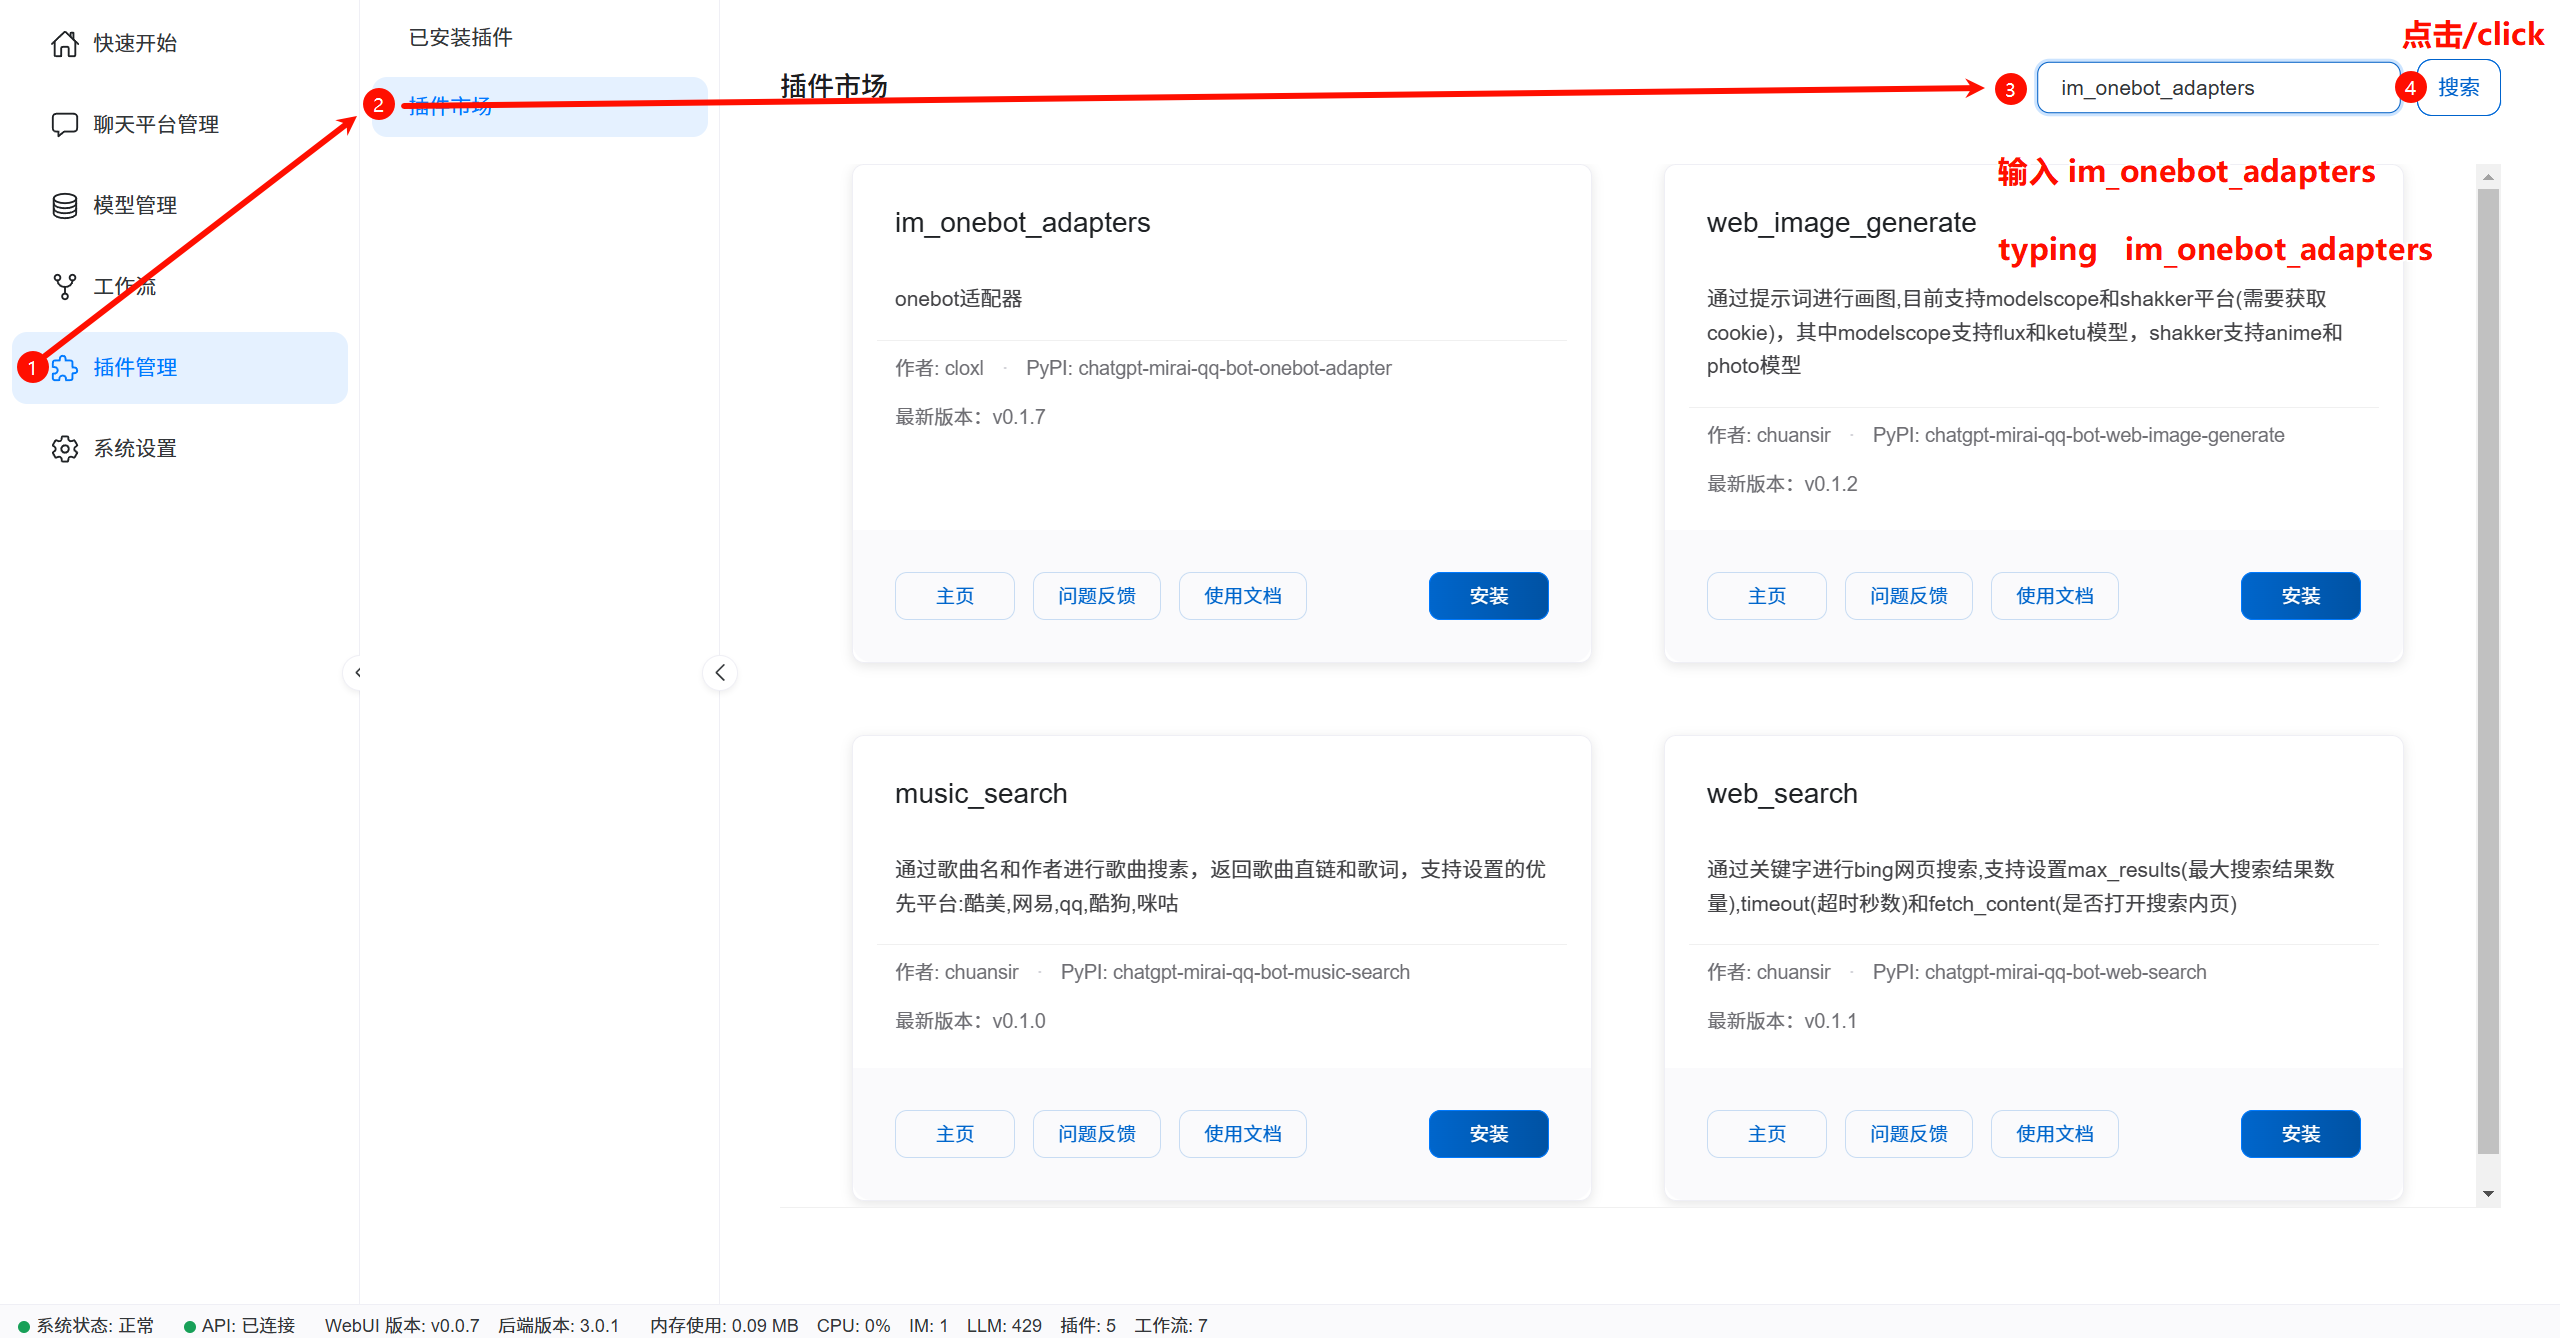 快速开始
聊天平台管理
模型管理
工作流
1
插件管理
系统设置
已安装插件
2
插件市场
插件市场
点击/click
3
im_onebot_adapters
4
搜索
输入 im_onebot_adapters
typing im_onebot_adapters
im_onebot_adapters
onebot适配器
作者: cloxl · PyPI: chatgpt-mirai-qq-bot-onebot-adapter
最新版本：v0.1.7
主页
问题反馈
使用文档
安装
web_image_generate
通过提示词进行画图,目前支持modelscope和shakker平台(需要获取
cookie)，其中modelscope支持flux和ketu模型，shakker支持anime和
photo模型
作者: chuansir · PyPI: chatgpt-mirai-qq-bot-web-image-generate
最新版本：v0.1.2
主页
问题反馈
使用文档
安装
music_search
通过歌曲名和作者进行歌曲搜素，返回歌曲直链和歌词，支持设置的优
先平台:酷美,网易,qq,酷狗,咪咕
作者: chuansir · PyPI: chatgpt-mirai-qq-bot-music-search
最新版本：v0.1.0
主页
问题反馈
使用文档
安装
web_search
通过关键字进行bing网页搜索,支持设置max_results(最大搜索结果数
量),timeout(超时秒数)和fetch_content(是否打开搜索内页)
作者: chuansir · PyPI: chatgpt-mirai-qq-bot-web-search
最新版本：v0.1.1
主页
问题反馈
使用文档
安装
系统状态: 正常 API: 已连接 WebUI 版本: v0.0.7 后端版本: 3.0.1 内存使用: 0.09 MB CPU: 0% IM: 1 LLM: 429 插件: 5 工作流: 7